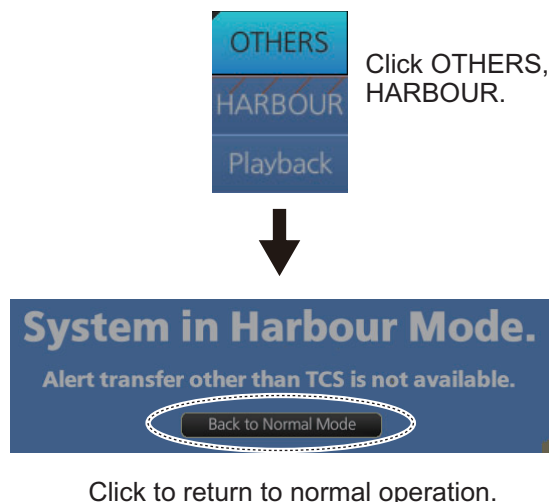 OTHERS
Click OTHERS,
HARBOUR.
HARBOUR
Playback
System in Harbour Mode.
Alert transfer other than TCS is not available.
Back to Normal Mode
Click to return to normal operation.